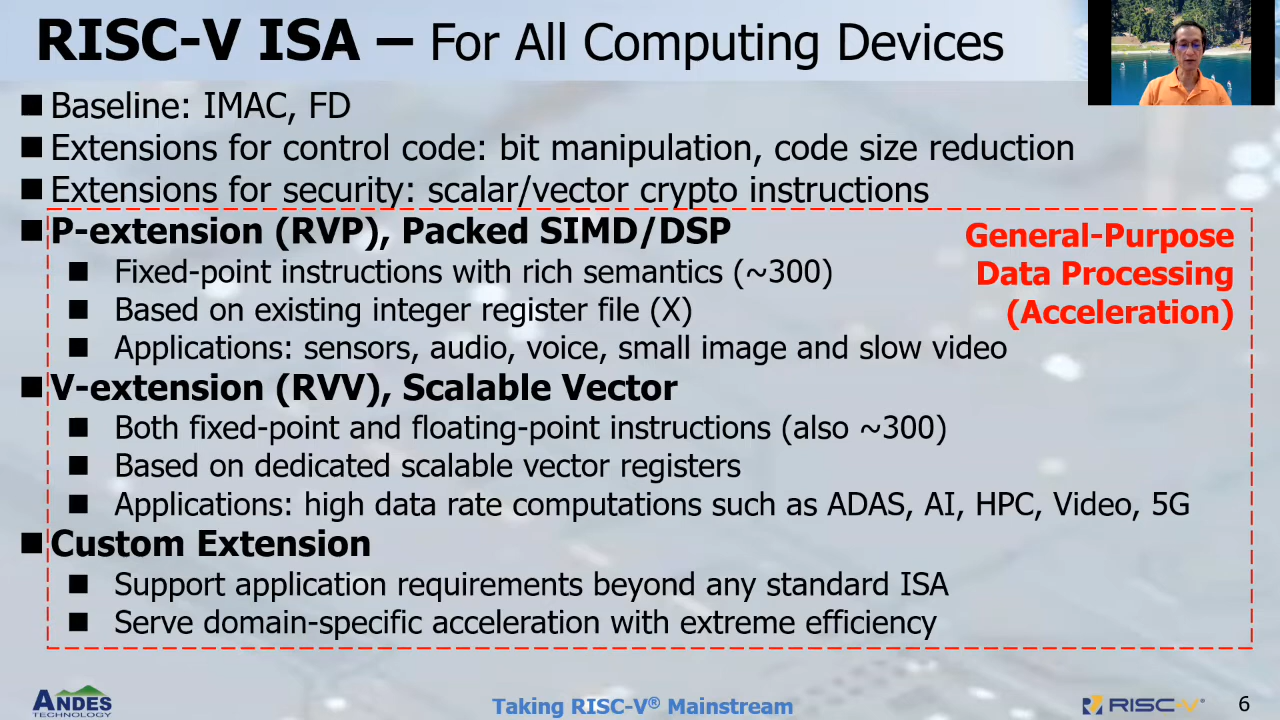 RISC-V ISA – For All Computing Devices
Baseline: IMAC, FD
Extensions for control code: bit manipulation, code size reduction
Extensions for security: scalar/vector crypto instructions
P-extension (RVP), Packed SIMD/DSP
Fixed-point instructions with rich semantics (~300)
Based on existing integer register file (X)
Applications: sensors, audio, voice, small image and slow video
General-Purpose
Data Processing
(Acceleration)
V-extension (RVV), Scalable Vector
Both fixed-point and floating-point instructions (also ~300)
Based on dedicated scalable vector registers
Applications: high data rate computations such as ADAS, AI, HPC, Video, 5G
Custom Extension
Support application requirements beyond any standard ISA
Serve domain-specific acceleration with extreme efficiency
ANDES
TECHNOLOGY
Taking RISC-V® Mainstream
RISC-V®
6